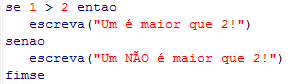 se 1 > 2 entao
   escreva("Um é maior que 2!")
senao
   escreva("Um NÃO é maior que 2!")
fimse